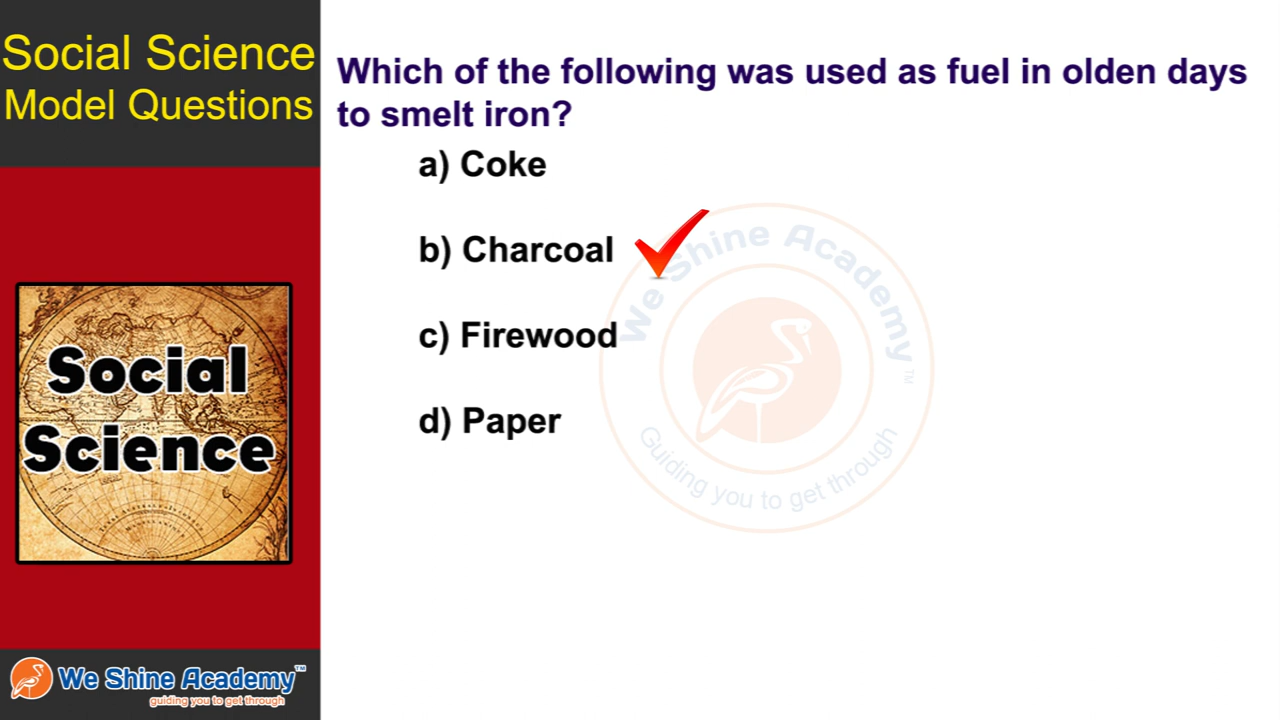 Social Science
Model Questions
Social
Science
We Shine Academy™
guiding you to get through
Which of the following was used as fuel in olden days
to smelt iron?
a) Coke
b) Charcoal
c) Firewood
d) Paper
We Shine Academy™
Guiding you to get through